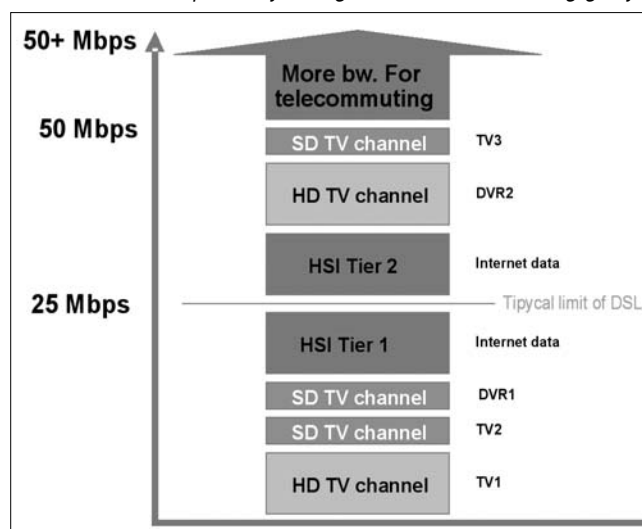 50+ Mbps
More bw. For
telecommuting
50 Mbps
SD TV channel
TV3
HD TV channel
DVR2
HSI Tier 2
Internet data
25 Mbps
Tipycal limit of DSL
HSI Tier 1
Internet data
SD TV channel
DVR1
SD TV channel
TV2
HD TV channel
TV1